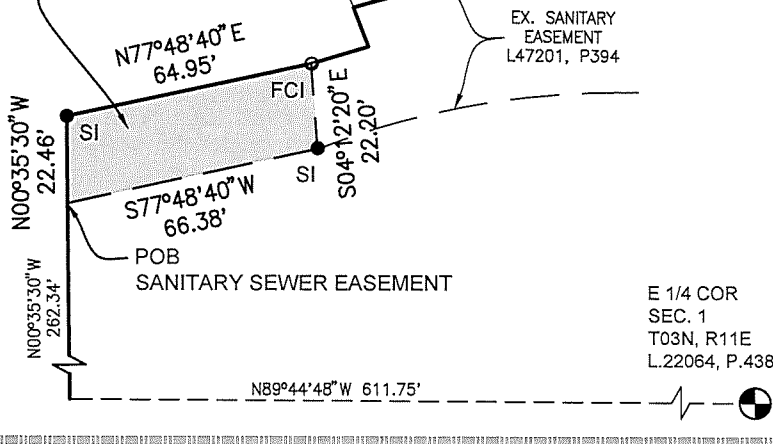 EX. SANITARY
EASEMENT
L47201, P394
N77°48'40"E
64.95'
FCI
SI
N00°35'30"W
22.46'
S04°12'20"E
22.20'
SI
S77°48'40"W
66.38'
POB
SANITARY SEWER EASEMENT
N00°35'30"W
262.34'
E 1/4 COR
SEC. 1
T03N, R11E
L.22064, P.438
N89°44'48"W 611.75'